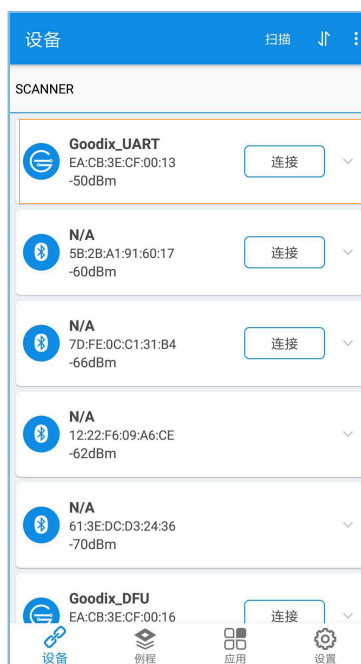 设备
扫描
SCANNER
Goodix_UART
EA:CB:3E:CF:00:13
连接
-50dBm
N/A
5B:2B:A1:91:60:17
连接
-60dBm
N/A
7D:FE:0C:C1:31:B4
连接
-66dBm
N/A
12:22:F6:09:A6:CE
-62dBm
N/A
61:3E:DC:D3:24:36
-70dBm
Goodix_DFU
EA:CB:3E:CF:00:16
连接
设备
例程
应用
设置